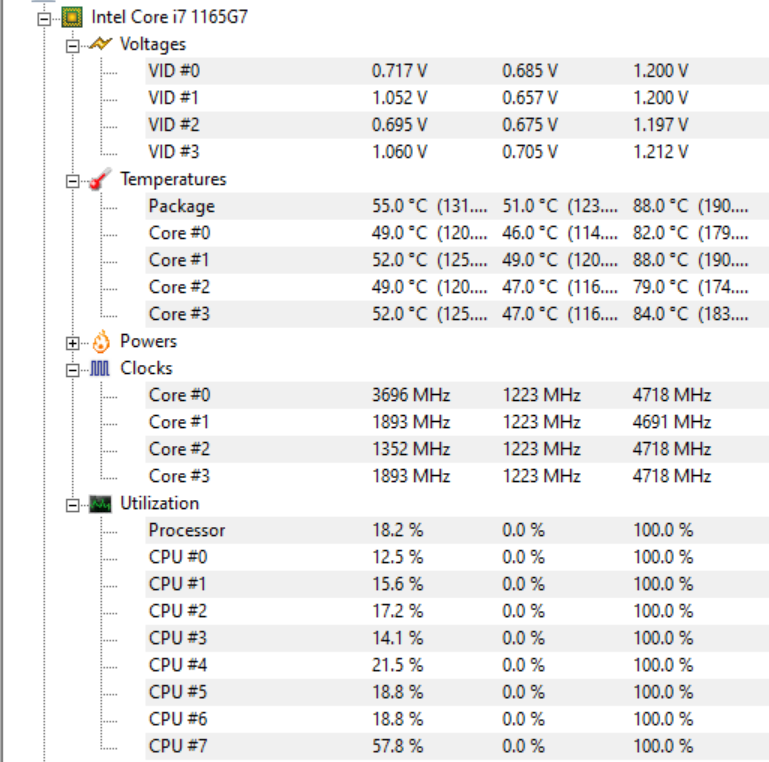 Intel Core i7 1165G7
Voltages
VID #0 0.717 V 0.685 V 1.200 V
VID #1 1.052 V 0.657 V 1.200 V
VID #2 0.695 V 0.675 V 1.197 V
VID #3 1.060 V 0.705 V 1.212 V
Temperatures
Package 55.0 °C (131.... 51.0 °C (123.... 88.0 °C (190....
Core #0 49.0 °C (120.... 46.0 °C (114.... 82.0 °C (179....
Core #1 52.0 °C (125.... 49.0 °C (120.... 88.0 °C (190....
Core #2 49.0 °C (120.... 47.0 °C (116.... 79.0 °C (174....
Core #3 52.0 °C (125.... 47.0 °C (116.... 84.0 °C (183....
Powers
Clocks
Core #0 3696 MHz 1223 MHz 4718 MHz
Core #1 1893 MHz 1223 MHz 4691 MHz
Core #2 1352 MHz 1223 MHz 4718 MHz
Core #3 1893 MHz 1223 MHz 4718 MHz
Utilization
Processor 18.2 % 0.0 % 100.0 %
CPU #0 12.5 % 0.0 % 100.0 %
CPU #1 15.6 % 0.0 % 100.0 %
CPU #2 17.2 % 0.0 % 100.0 %
CPU #3 14.1 % 0.0 % 100.0 %
CPU #4 21.5 % 0.0 % 100.0 %
CPU #5 18.8 % 0.0 % 100.0 %
CPU #6 18.8 % 0.0 % 100.0 %
CPU #7 57.8 % 0.0 % 100.0 %